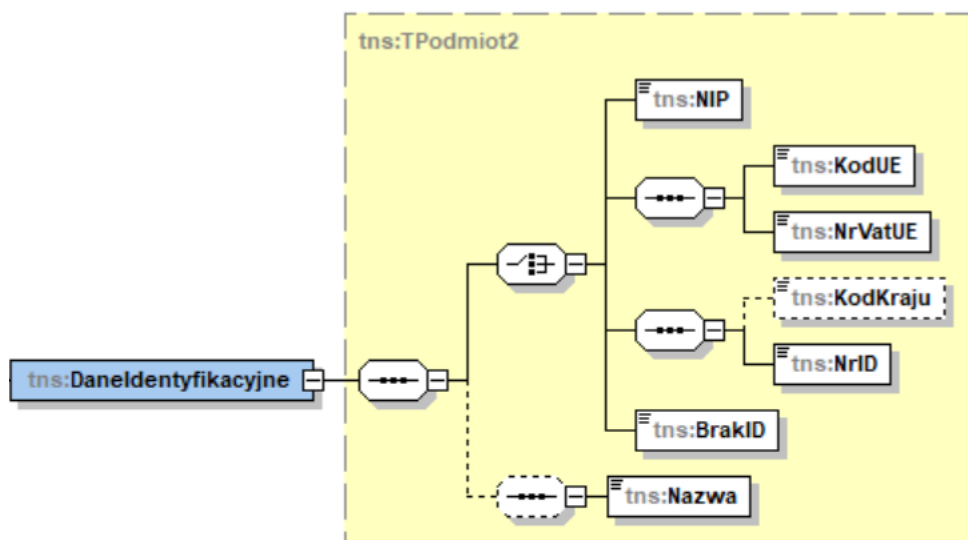 tns:TPodmiot2
tns:NIP
tns:KodUE
tns:NrVatUE
tns:KodKraju
tns:NrID
tns:DaneIdentyfikacyjne
tns:BrakID
tns:Nazwa